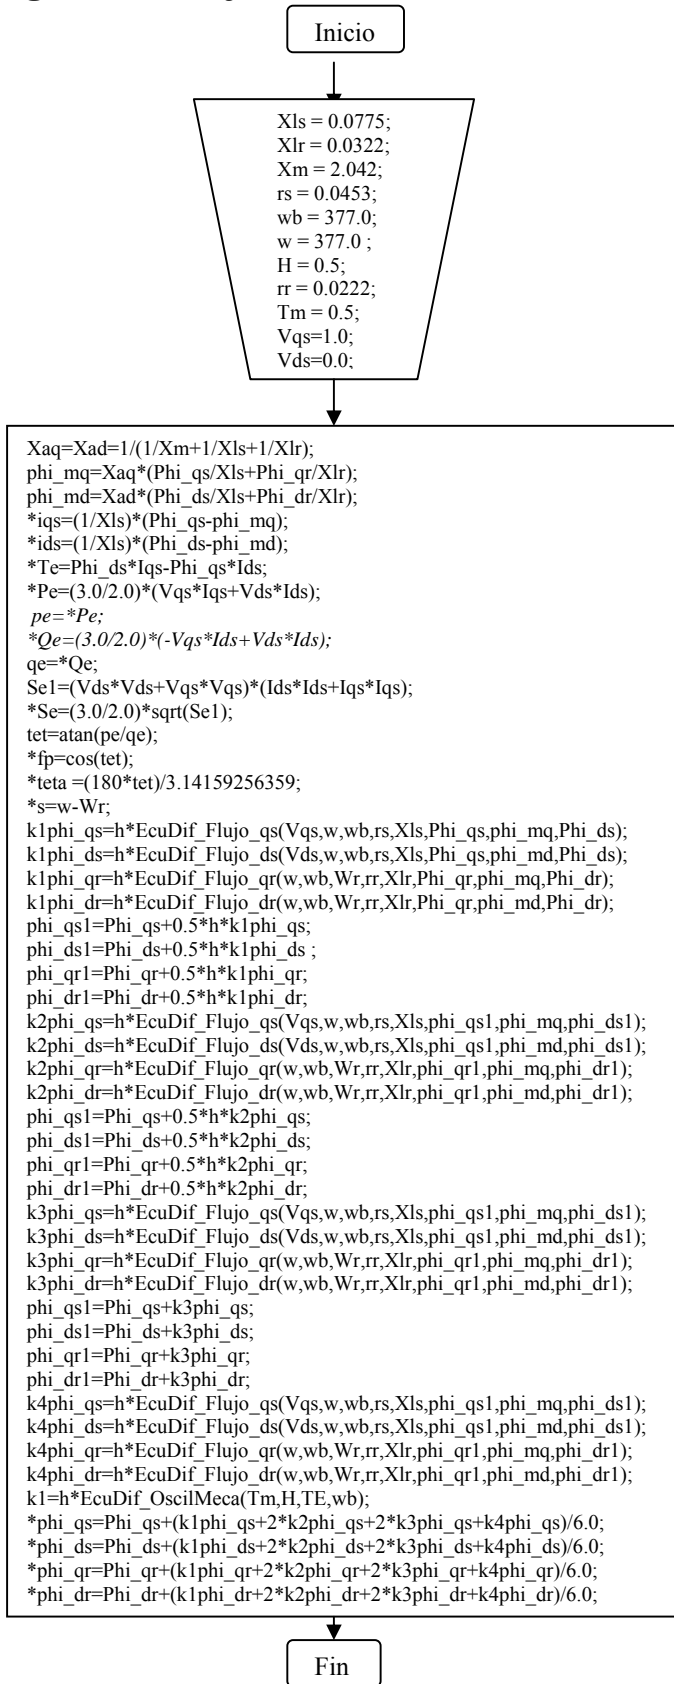 Inicio
Xls = 0.0775;
Xlr = 0.0322;
Xm = 2.042;
rs = 0.0453;
wb = 377.0;
w = 377.0 ;
H = 0.5;
rr = 0.0222;
Tm = 0.5;
Vqs=1.0;
Vds=0.0;
Xaq=Xad=1/(1/Xm+1/Xls+1/Xlr);
phi_mq=Xaq*(Phi_qs/Xls+Phi_qr/Xlr);
phi_md=Xad*(Phi_ds/Xls+Phi_dr/Xlr);
*iqs=(1/Xls)*(Phi_qs-phi_mq);
*ids=(1/Xls)*(Phi_ds-phi_md);
*Te=Phi_ds*Iqs-Phi_qs*Ids;
*Pe=(3.0/2.0)*(Vqs*Iqs+Vds*Ids);
pe=*Pe;
*Qe=(3.0/2.0)*(-Vqs*Ids+Vds*Ids);
qe=*Qe;
Se1=(Vds*Vds+Vqs*Vqs)*(Ids*Ids+Iqs*Iqs);
*Se=(3.0/2.0)*sqrt(Se1);
tet=atan(pe/qe);
*fp=cos(tet);
*teta =(180*tet)/3.14159256359;
*s=w-Wr;
k1phi_qs=h*EcuDif_Flujo_qs(Vqs,w,wb,rs,Xls,Phi_qs,phi_mq,Phi_ds);
k1phi_ds=h*EcuDif_Flujo_ds(Vds,w,wb,rs,Xls,Phi_qs,phi_md,Phi_ds);
k1phi_qr=h*EcuDif_Flujo_qr(w,wb,Wr,rr,Xlr,Phi_qr,phi_mq,Phi_dr);
k1phi_dr=h*EcuDif_Flujo_dr(w,wb,Wr,rr,Xlr,Phi_qr,phi_md,Phi_dr);
phi_qs1=Phi_qs+0.5*h*k1phi_qs;
phi_ds1=Phi_ds+0.5*h*k1phi_ds ;
phi_qr1=Phi_qr+0.5*h*k1phi_qr;
phi_dr1=Phi_dr+0.5*h*k1phi_dr;
k2phi_qs=h*EcuDif_Flujo_qs(Vqs,w,wb,rs,Xls,phi_qs1,phi_mq,phi_ds1);
k2phi_ds=h*EcuDif_Flujo_ds(Vds,w,wb,rs,Xls,phi_qs1,phi_md,phi_ds1);
k2phi_qr=h*EcuDif_Flujo_qr(w,wb,Wr,rr,Xlr,phi_qr1,phi_mq,phi_dr1);
k2phi_dr=h*EcuDif_Flujo_dr(w,wb,Wr,rr,Xlr,phi_qr1,phi_md,phi_dr1);
phi_qs1=Phi_qs+0.5*h*k2phi_qs;
phi_ds1=Phi_ds+0.5*h*k2phi_ds;
phi_qr1=Phi_qr+0.5*h*k2phi_qr;
phi_dr1=Phi_dr+0.5*h*k2phi_dr;
k3phi_qs=h*EcuDif_Flujo_qs(Vqs,w,wb,rs,Xls,phi_qs1,phi_mq,phi_ds1);
k3phi_ds=h*EcuDif_Flujo_ds(Vds,w,wb,rs,Xls,phi_qs1,phi_md,phi_ds1);
k3phi_qr=h*EcuDif_Flujo_qr(w,wb,Wr,rr,Xlr,phi_qr1,phi_mq,phi_dr1);
k3phi_dr=h*EcuDif_Flujo_dr(w,wb,Wr,rr,Xlr,phi_qr1,phi_md,phi_dr1);
phi_qs1=Phi_qs+k3phi_qs;
phi_ds1=Phi_ds+k3phi_ds;
phi_qr1=Phi_qr+k3phi_qr;
phi_dr1=Phi_dr+k3phi_dr;
k4phi_qs=h*EcuDif_Flujo_qs(Vqs,w,wb,rs,Xls,phi_qs1,phi_mq,phi_ds1);
k4phi_ds=h*EcuDif_Flujo_ds(Vds,w,wb,rs,Xls,phi_qs1,phi_md,phi_ds1);
k4phi_qr=h*EcuDif_Flujo_qr(w,wb,Wr,rr,Xlr,phi_qr1,phi_mq,phi_dr1);
k4phi_dr=h*EcuDif_Flujo_dr(w,wb,Wr,rr,Xlr,phi_qr1,phi_md,phi_dr1);
k1=h*EcuDif_OscilMeca(Tm,H,TE,wb);
*phi_qs=Phi_qs+(k1phi_qs+2*k2phi_qs+2*k3phi_qs+k4phi_qs)/6.0;
*phi_ds=Phi_ds+(k1phi_ds+2*k2phi_ds+2*k3phi_ds+k4phi_ds)/6.0;
*phi_qr=Phi_qr+(k1phi_qr+2*k2phi_qr+2*k3phi_qr+k4phi_qr)/6.0;
*phi_dr=Phi_dr+(k1phi_dr+2*k2phi_dr+2*k3phi_dr+k4phi_dr)/6.0;
Fin